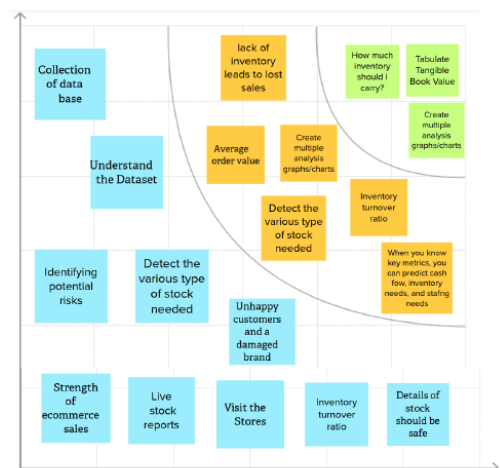 Collection
of data
base
lack of
inventory
leads to lost
sales
How much
inventory
should I
carry?
Tabulate
Tangible
Book Value
Create
multiple
analysis
graphs/charts
Understand
the Dataset
Average
order value
Create
multiple
analysis
graphs/charts
Detect the
various type
of stock
needed
Inventory
turnover
ratio
Identifying
potential
risks
Detect the
various type
of stock
needed
When you know
key metrics, you
can predict cash
fow, inventory
needs, and stafng
needs
Unhappy
customers
and a
damaged
brand
Strength
of
ecommerce
sales
Live
stock
reports
Visit the
Stores
Inventory
turnover
ratio
Details of
stock
should be
safe